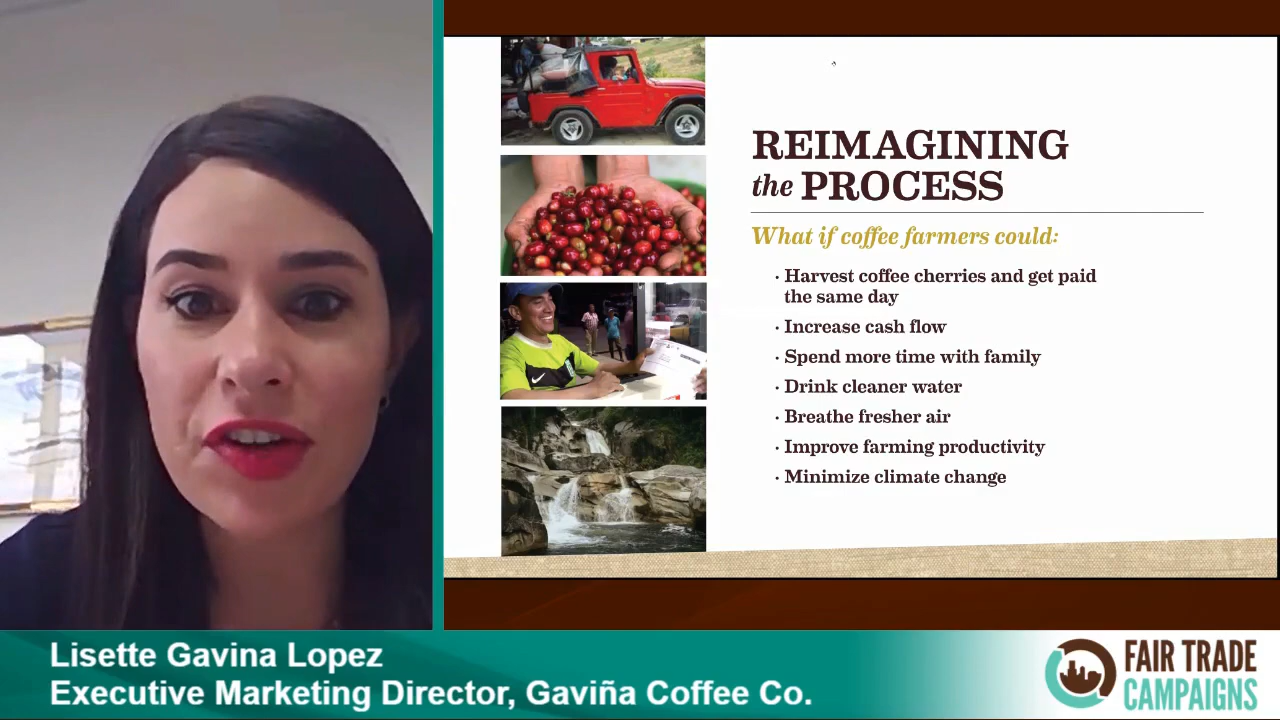 REIMAGINING
the PROCESS
What if coffee farmers could:
· Harvest coffee cherries and get paid
the same day
· Increase cash flow
· Spend more time with family
· Drink cleaner water
· Breathe fresher air
· Improve farming productivity
· Minimize climate change
Lisette Gavina Lopez
Executive Marketing Director, Gaviña Coffee Co.
FAIR TRADE
CAMPAIGNS